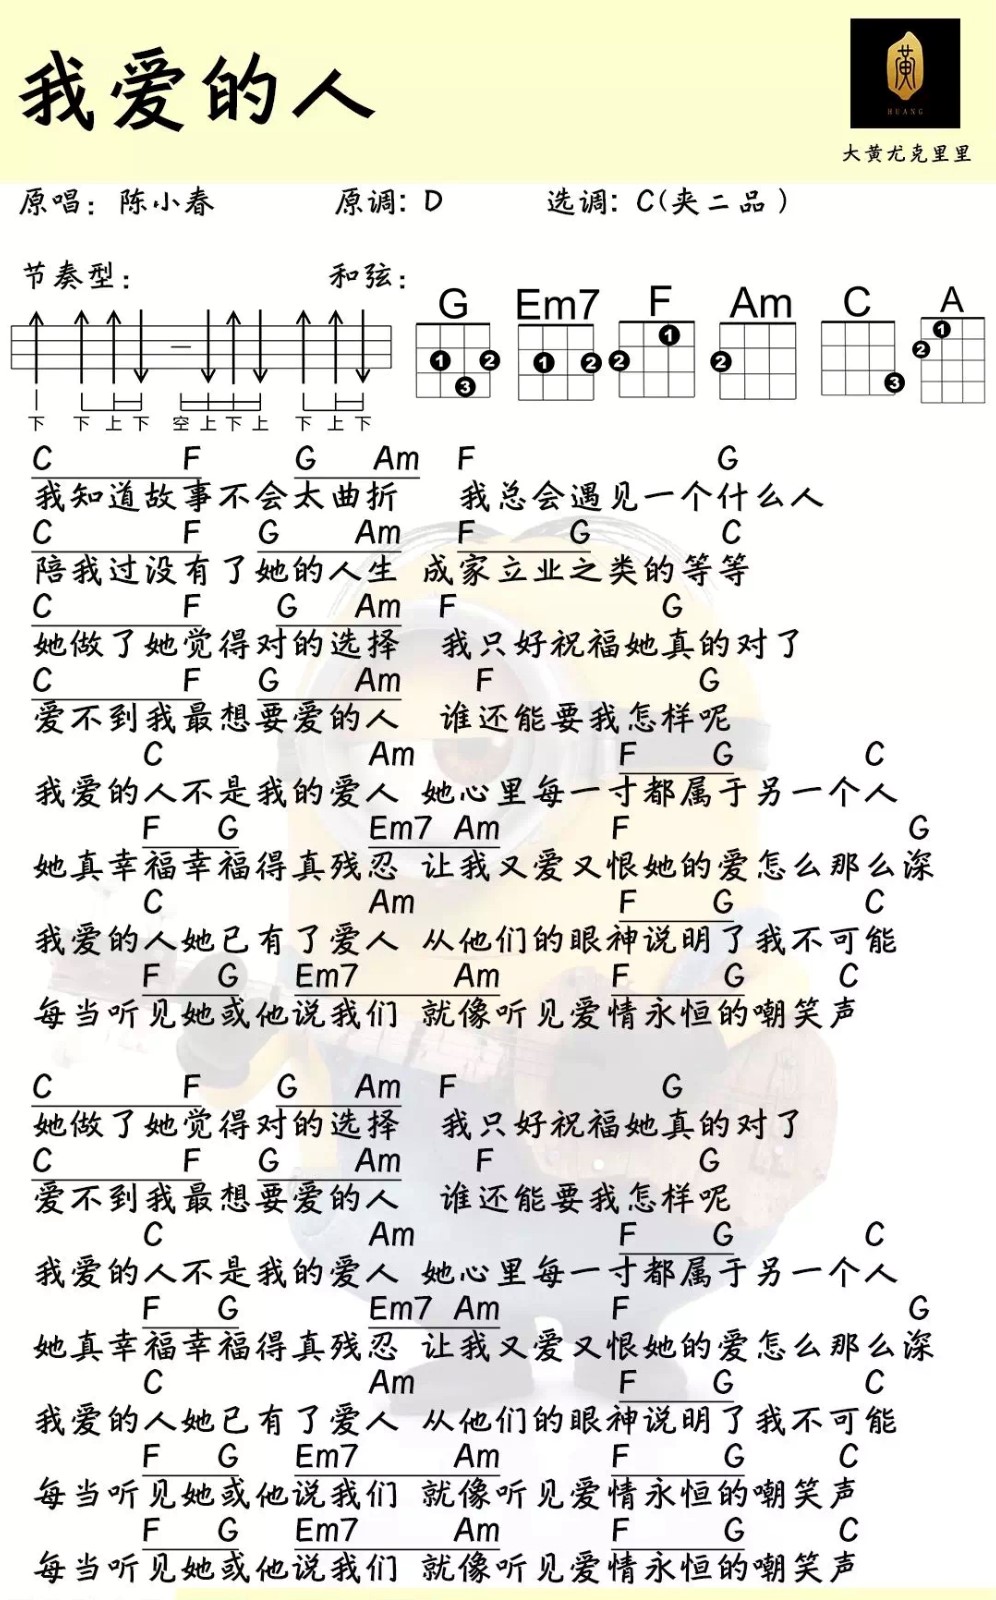 我爱的人
黄
HUANG
大黄尤克里里
原唱：陈小春 原调：D 选调：C(夹二品)
节奏型： 和弦：
G Em7 F Am C A
1 2 3 1 2 1 2 2 3 1 2
下 下 上 下 空 上 下 上 下 上 下
C F G Am F G
我知道故事不会太曲折 我总会遇见一个什么人
C F G Am F G C
陪我过没有了她的人生 成家立业之类的等等
C F G Am F G
她做了她觉得对的选择 我只好祝福她真的对了
C F G Am F G
爱不到我最想要爱的人 谁还能要我怎样呢
C Am F G C
我爱的人不是我的爱人 她心里每一寸都属于另一个人
F G Em7 Am F G
她真幸福幸福得真残忍 让我又爱又恨她的爱怎么那么深
C Am F G C
我爱的人她已有了爱人 从他们的眼神说明了我不可能
F G Em7 Am F G C
每当听见她或他说我们 就像听见爱情永恒的嘲笑声
C F G Am F G
她做了她觉得对的选择 我只好祝福她真的对了
C F G Am F G
爱不到我最想要爱的人 谁还能要我怎样呢
C Am F G C
我爱的人不是我的爱人 她心里每一寸都属于另一个人
F G Em7 Am F G
她真幸福幸福得真残忍 让我又爱又恨她的爱怎么那么深
C Am F G C
我爱的人她已有了爱人 从他们的眼神说明了我不可能
F G Em7 Am F G C
每当听见她或他说我们 就像听见爱情永恒的嘲笑声
F G Em7 Am F G C
每当听见她或他说我们 就像听见爱情永恒的嘲笑声